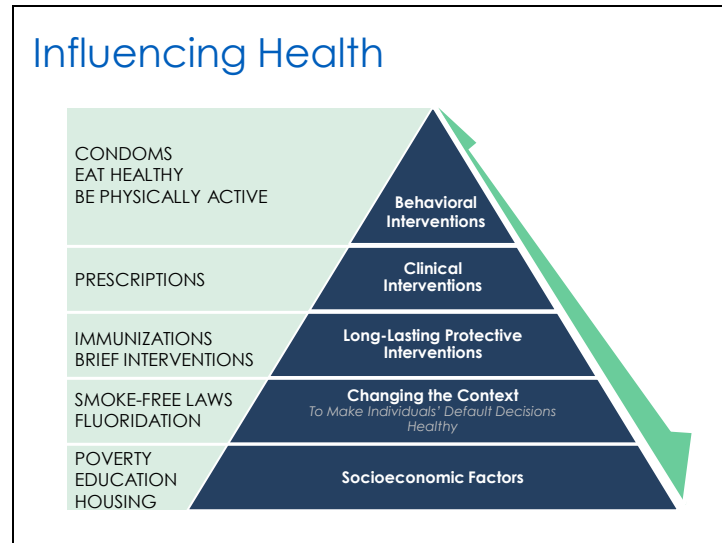 Influencing Health
CONDOMS
EAT HEALTHY
BE PHYSICALLY ACTIVE
Behavioral
Interventions
PRESCRIPTIONS
Clinical
Interventions
IMMUNIZATIONS
BRIEF INTERVENTIONS
Long-Lasting Protective
Interventions
SMOKE-FREE LAWS
FLUORIDATION
Changing the Context
To Make Individuals' Default Decisions
Healthy
POVERTY
EDUCATION
HOUSING
Socioeconomic Factors